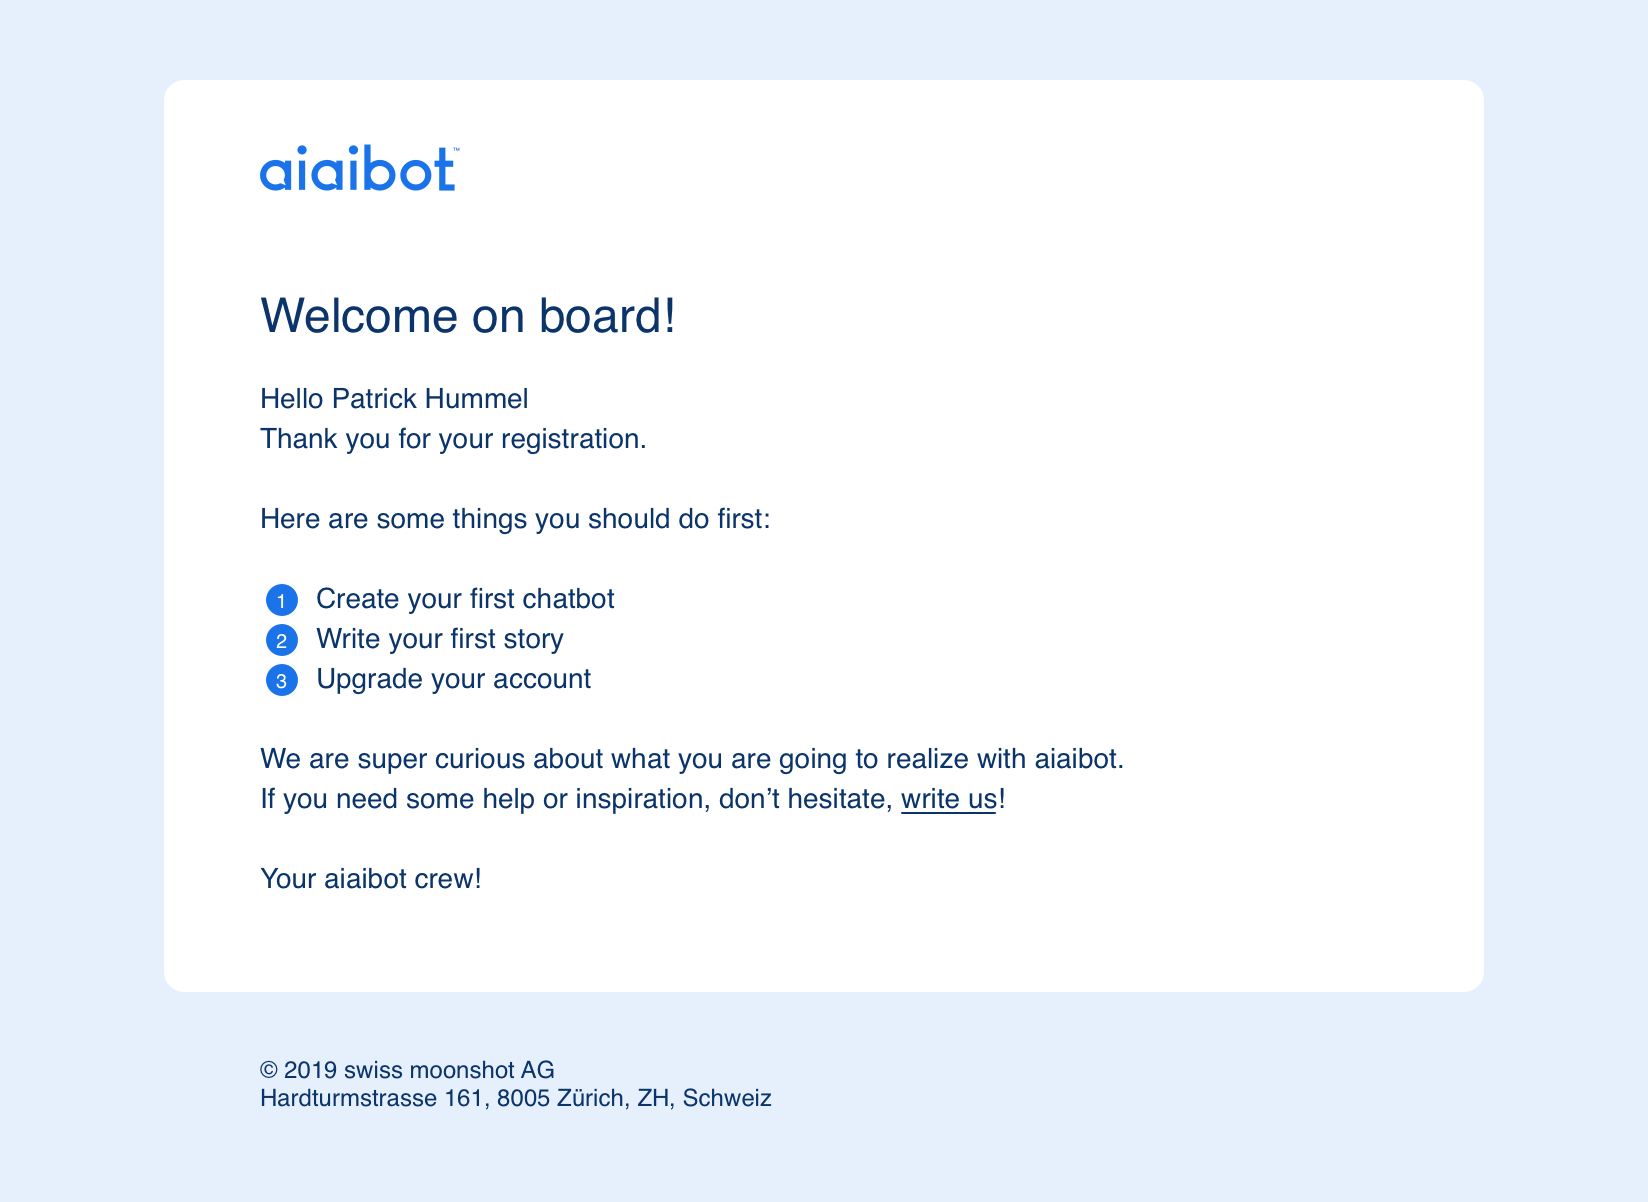 aiaibot™
Welcome on board!
Hello Patrick Hummel
Thank you for your registration.
Here are some things you should do first:
1 Create your first chatbot
2 Write your first story
3 Upgrade your account
We are super curious about what you are going to realize with aiaibot.
If you need some help or inspiration, don’t hesitate, write us!
Your aiaibot crew!
© 2019 swiss moonshot AG
Hardturmstrasse 161, 8005 Zürich, ZH, Schweiz